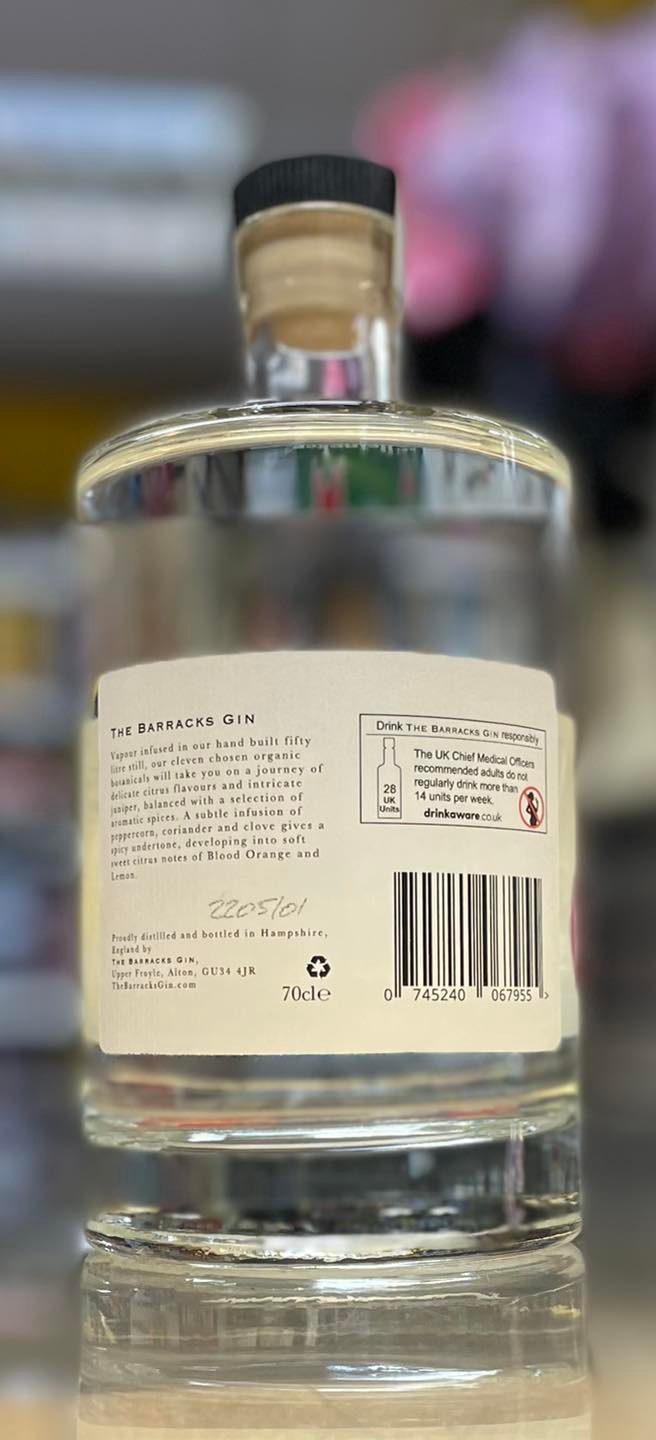 THE BARRACKS GIN
Vapour infused in our hand built fifty
litre still, our eleven chosen organic
botanicals will take you on a journey of
delicate citrus flavours and intricate
juniper, balanced with a selection of
aromatic spices. A subtle infusion of
peppercorn, coriander and clove gives a
spicy undertone, developing into soft
sweet citrus notes of Blood Orange and
Lemon.
2205/01
Proudly distilled and bottled in Hampshire,
England by
THE BARRACKS GIN,
Upper Froyle, Alton, GU34 4JR
TheBarracksGin.com
70cl e
Drink THE BARRACKS GIN responsibly
28
UK
Units
The UK Chief Medical Officers
recommended adults do not
regularly drink more than
14 units per week.
drinkaware.co.uk
0 745240 067955 >